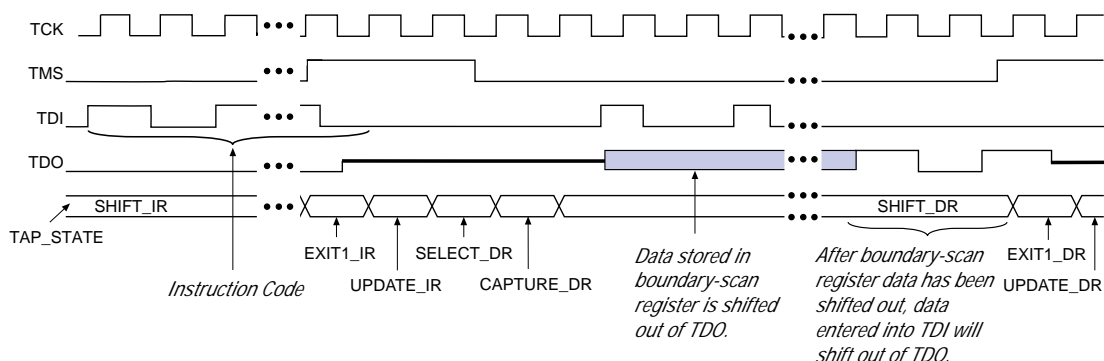 TCK
TMS
TDI
TDO
SHIFT_IR
SHIFT_DR
TAP_STATE
EXIT1_IR
SELECT_DR
UPDATE_IR
CAPTURE_DR
Instruction Code
Data stored in
boundary-scan
register is shifted
out of TDO.
After boundary-scan
register data has been
shifted out, data
entered into TDI will
shift out of TDO.
EXIT1_DR
UPDATE_DR